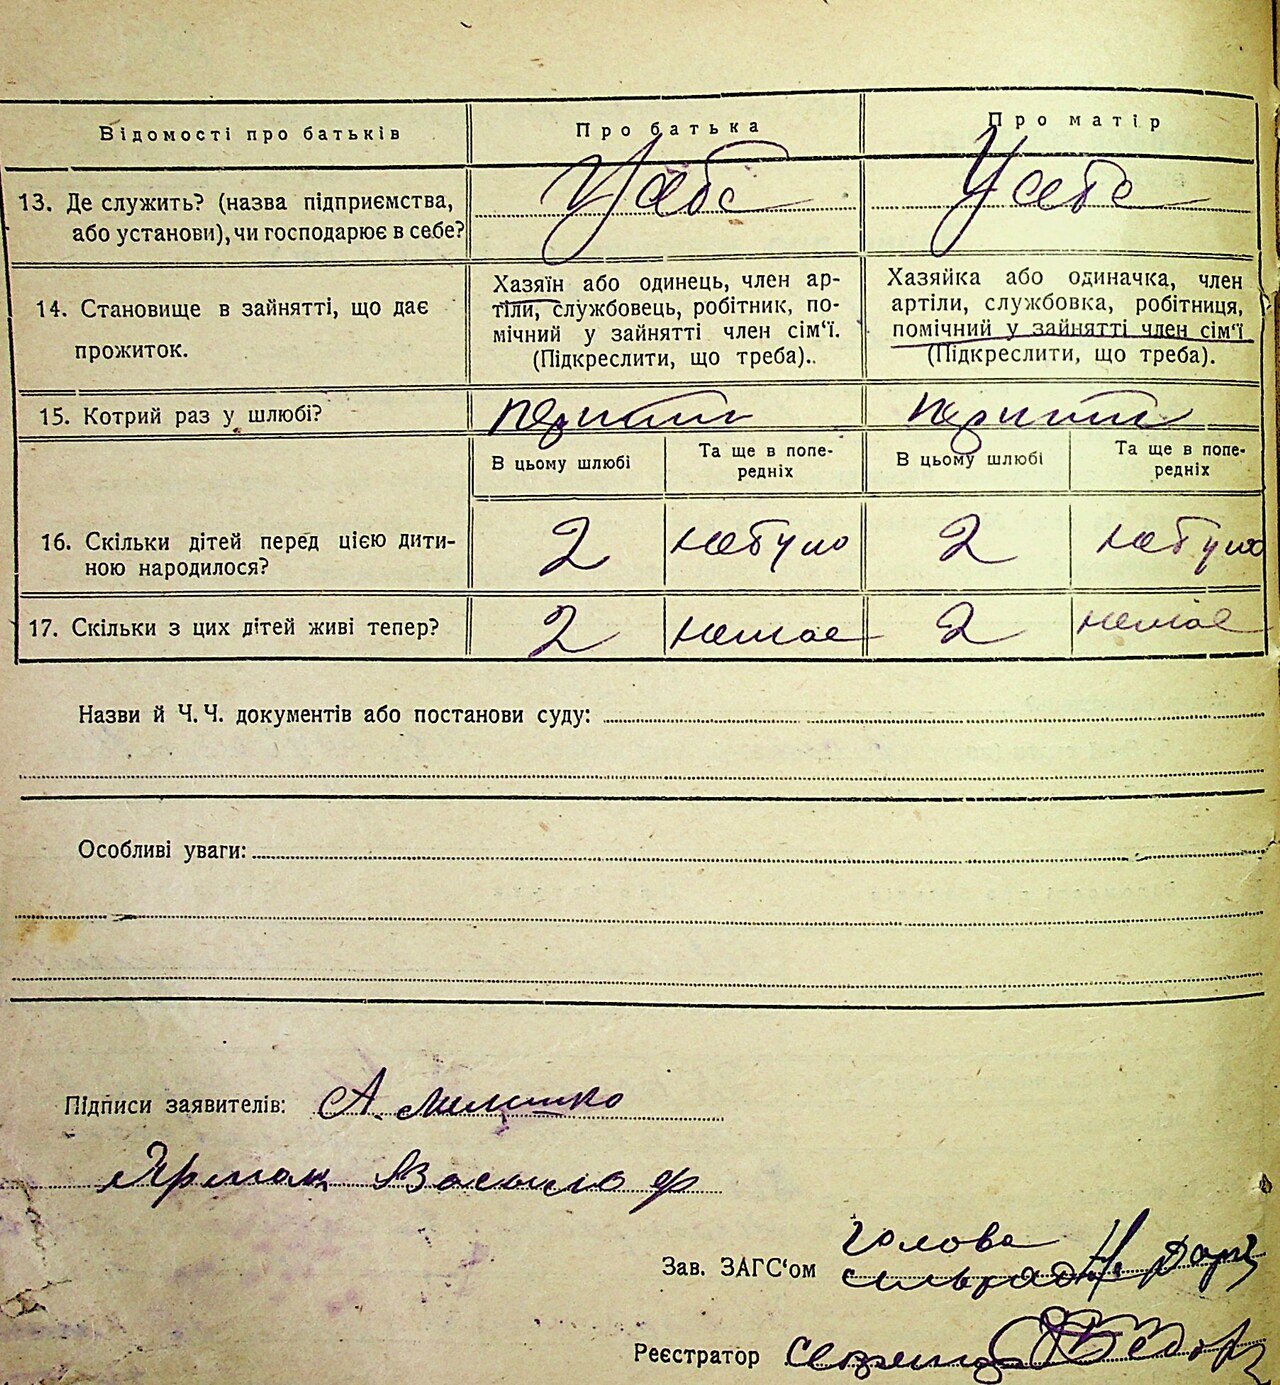 Відомості про батьків
Про батька
Про матір
13. Де служить? (назва підприємства, або установи), чи господарює в себе?
У себе
У себе
14. Становище в зайнятті, що дає прожиток.
Хазяїн або одинець, член ар-
тіли, службовець, робітник, по-
мічний у зайнятті член сім'ї.
(Підкреслити, що треба)..
Хазяйка або одиначка, член
артіли, службовка, робітниця,
помічний у зайнятті член сім'ї
(Підкреслити, що треба).
15. Котрий раз у шлюбі?
перший
перший
В цьому шлюбі
Та ще в попе-
редніх
В цьому шлюбі
Та ще в попе-
редніх
16. Скільки дітей перед цією дити-
ною народилося?
2
небуло
2
небуло
17. Скільки з цих дітей живі тепер?
2
немае
2
немае
Назви й Ч. Ч. документів або постанови суду:
Особливі уваги:
Підписи заявителів: А.
Ярмак Василь Ф
голова
Зав. ЗАГС'ом сильради Н.
Реєстратор